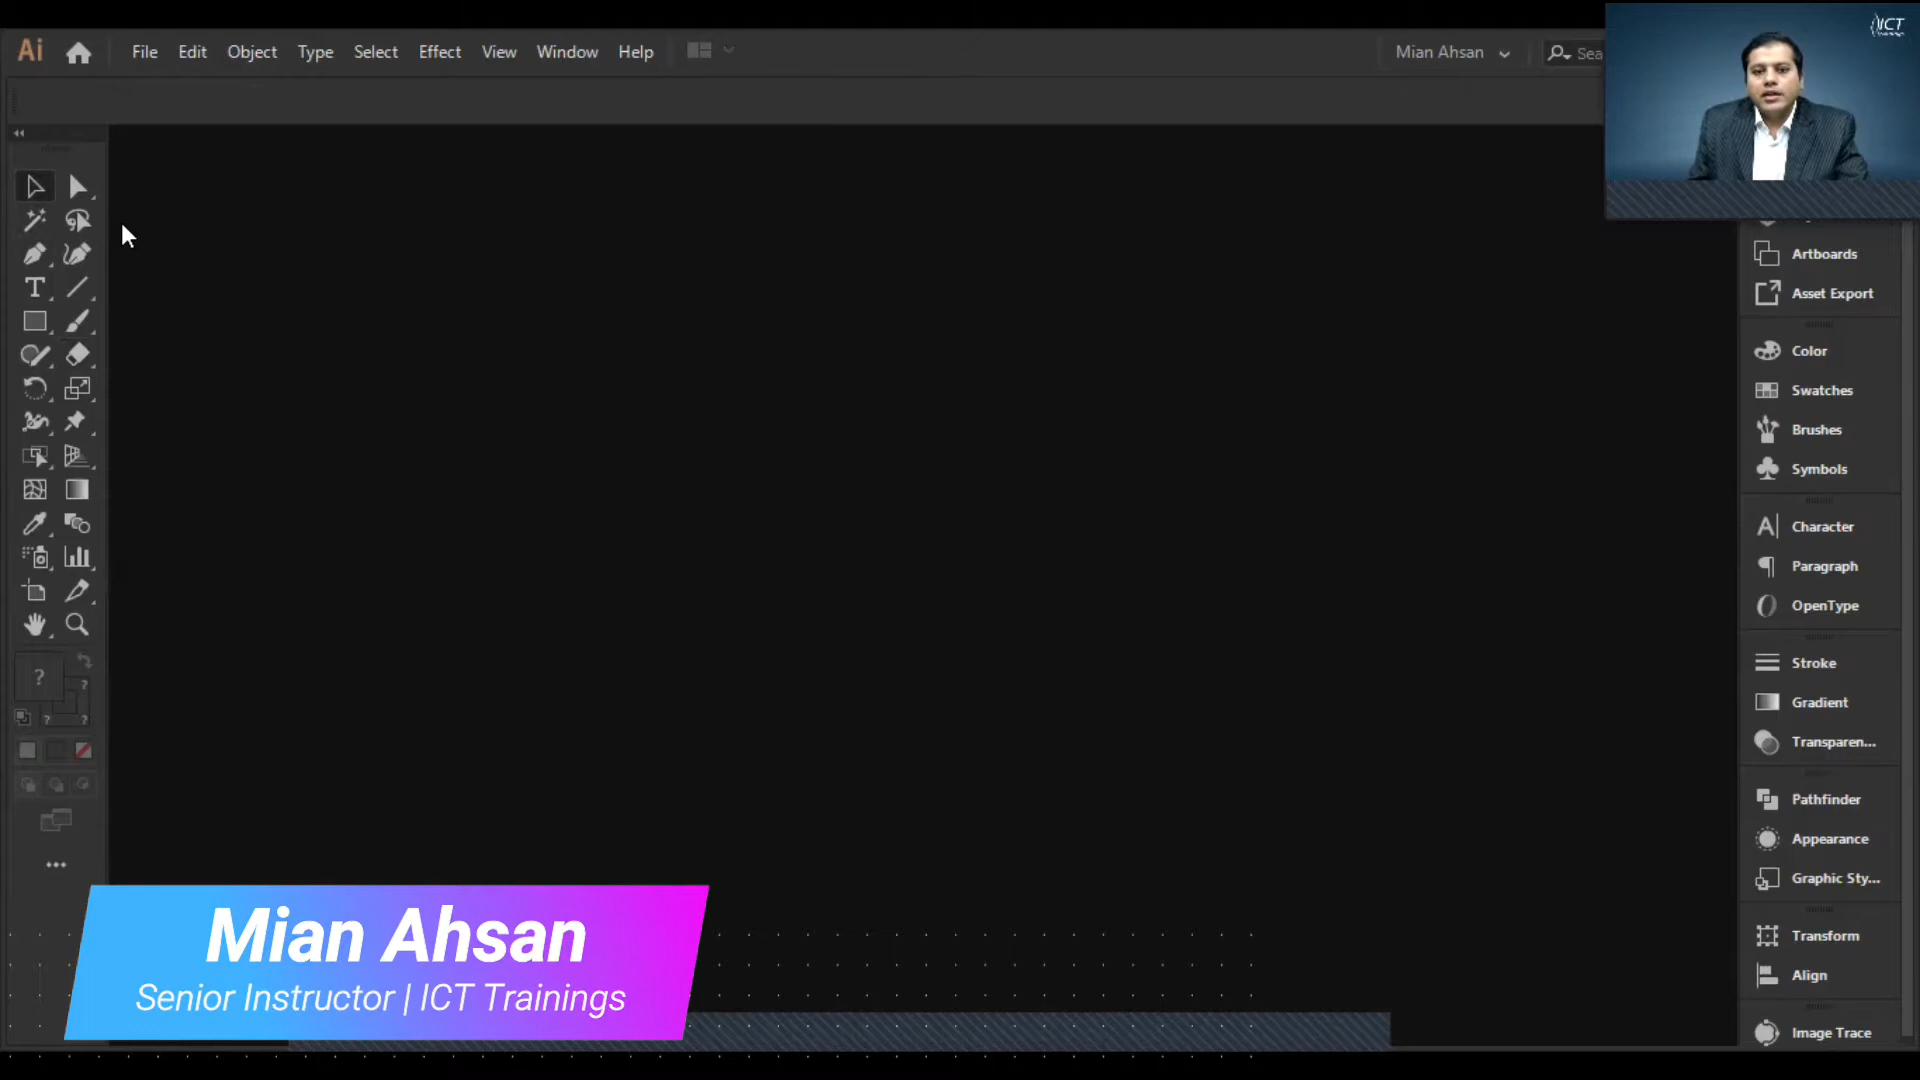 Ai File Edit Object Type Select Effect View Window Help Mian Ahsan Sea
ICT
Artboards
Asset Export
Color
Swatches
Brushes
Symbols
Character
Paragraph
OpenType
Stroke
Gradient
Transparen...
Pathfinder
Appearance
Graphic Sty...
Transform
Align
Image Trace
Mian Ahsan
Senior Instructor | ICT Trainings